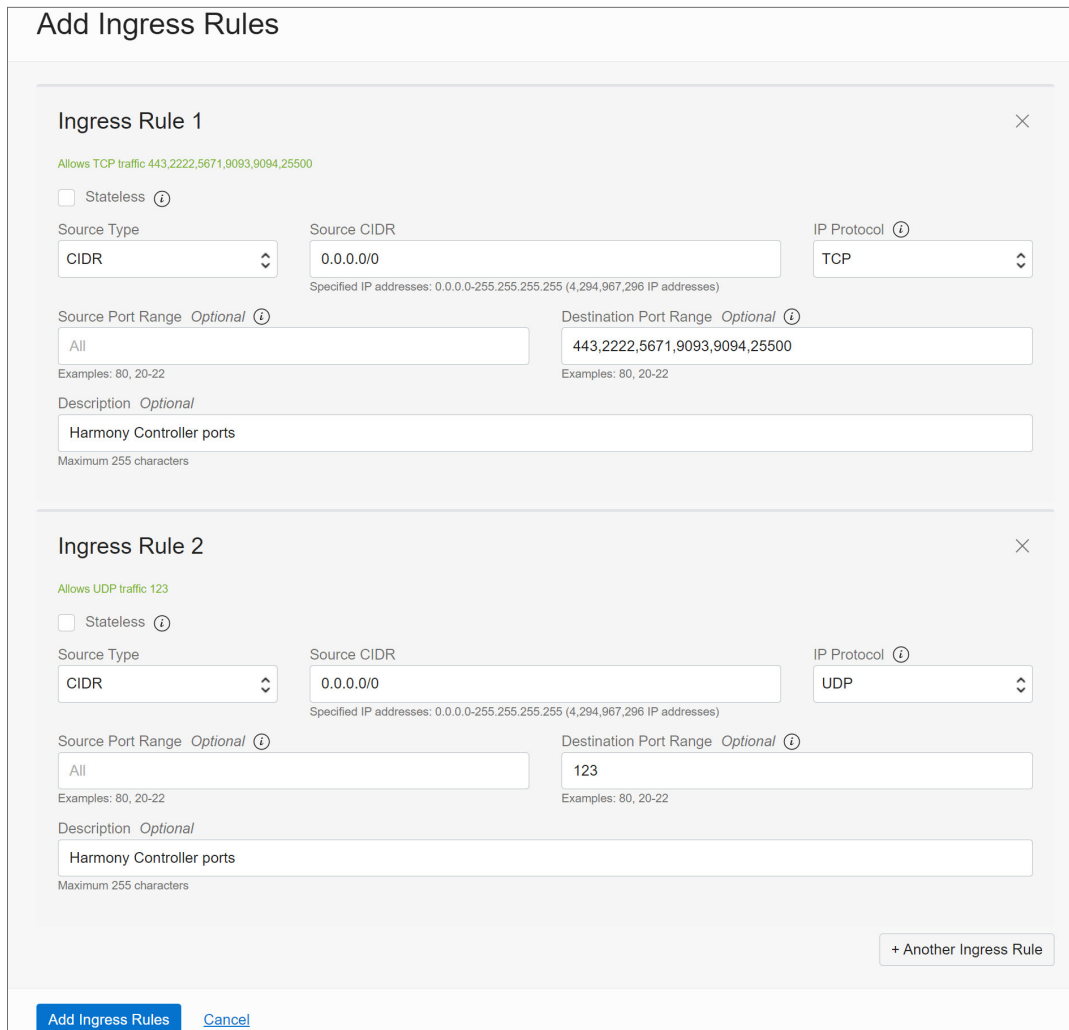 Add Ingress Rules
Ingress Rule 1
Allows TCP traffic 443,2222,5671,9093,9094,25500
Stateless
Source Type Source CIDR IP Protocol
CIDR 0.0.0.0/0 TCP
Specified IP addresses: 0.0.0.0-255.255.255.255 (4,294,967,296 IP addresses)
Source Port Range Optional Destination Port Range Optional
All 443,2222,5671,9093,9094,25500
Examples: 80, 20-22 Examples: 80, 20-22
Description Optional
Harmony Controller ports
Maximum 255 characters
Ingress Rule 2
Allows UDP traffic 123
Stateless
Source Type Source CIDR IP Protocol
CIDR 0.0.0.0/0 UDP
Specified IP addresses: 0.0.0.0-255.255.255.255 (4,294,967,296 IP addresses)
Source Port Range Optional Destination Port Range Optional
All 123
Examples: 80, 20-22 Examples: 80, 20-22
Description Optional
Harmony Controller ports
Maximum 255 characters
+ Another Ingress Rule
Add Ingress Rules Cancel